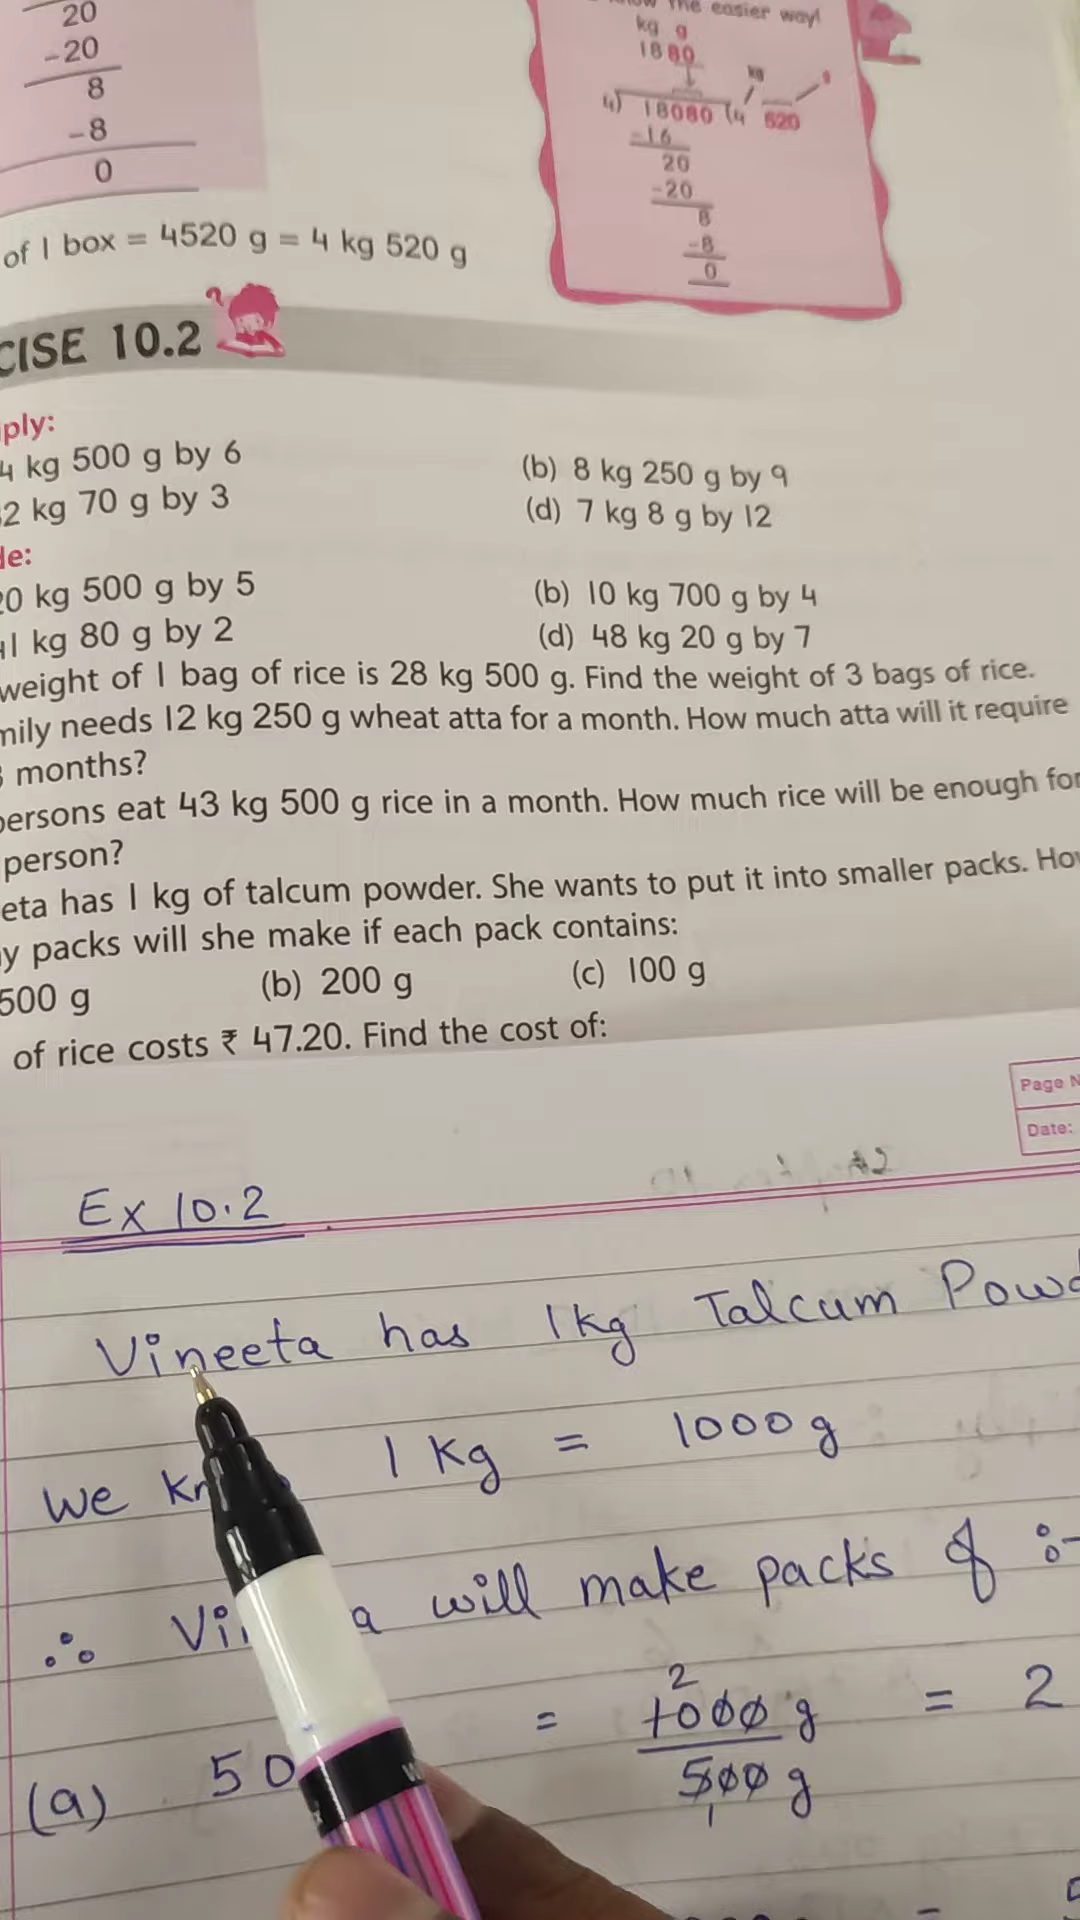 20
-20
8
-8
0
of 1 box = 4520 g = 4 kg 520 g
the easier way!
kg g
18 80
kg g
4) 18080 (4 520
-16
20
-20
8
-8
0
CISE 10.2
ply:
4 kg 500 g by 6
(b) 8 kg 250 g by 9
2 kg 70 g by 3
(d) 7 kg 8 g by 12
de:
20 kg 500 g by 5
(b) 10 kg 700 g by 4
41 kg 80 g by 2
(d) 48 kg 20 g by 7
weight of 1 bag of rice is 28 kg 500 g. Find the weight of 3 bags of rice.
mily needs 12 kg 250 g wheat atta for a month. How much atta will it require
months?
persons eat 43 kg 500 g rice in a month. How much rice will be enough for
person?
eta has 1 kg of talcum powder. She wants to put it into smaller packs. How
y packs will she make if each pack contains:
500 g
(b) 200 g
(c) 100 g
of rice costs ₹ 47.20. Find the cost of:
Page N
Date:
Ex 10.2
Vineeta has 1kg Talcum Powd
We kn 1 Kg = 1000 g
∴ Vi a will make packs of :-
(a) 50 = 1000 g / 500 g = 2
2
1